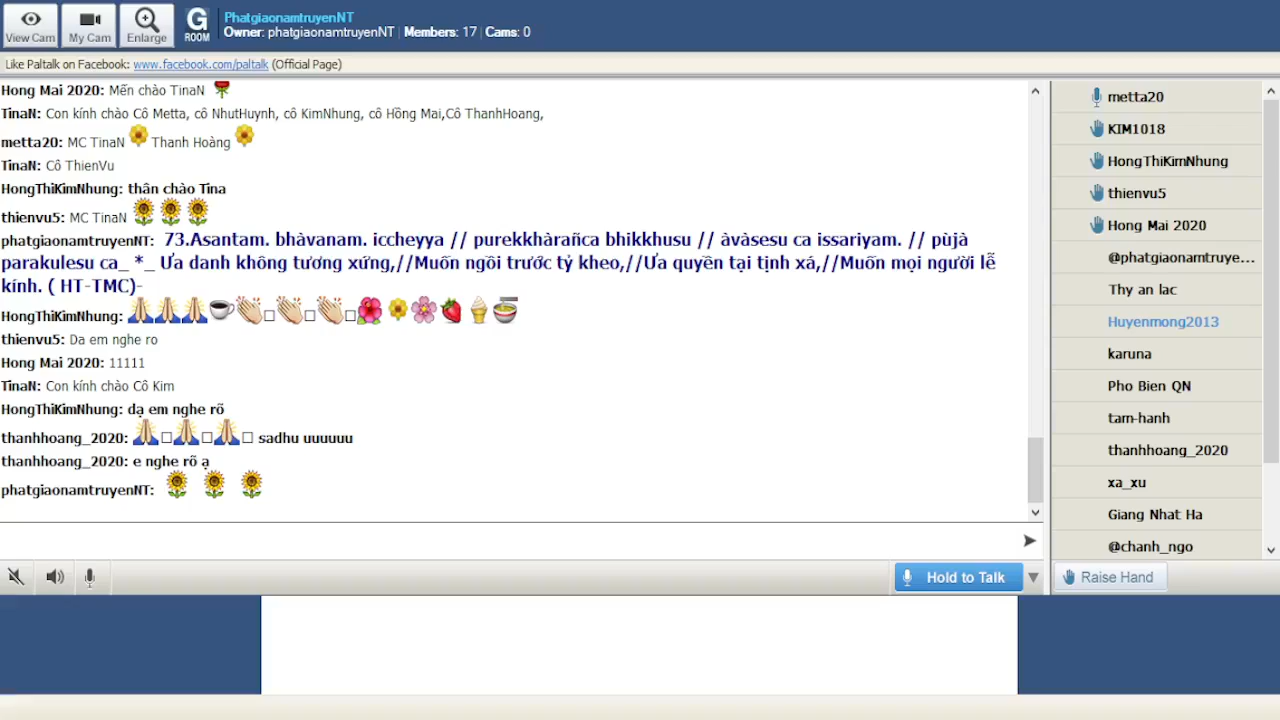 View Cam
My Cam
Enlarge
G
ROOM
PhatgiaonamtruyenNT
Owner: phatgiaonamtruyenNT | Members: 17 | Cams: 0
Like Paltalk on Facebook: www.facebook.com/paltalk (Official Page)
Hong Mai 2020: Mến chào TinaN
TinaN: Con kính chào Cô Metta, cô NhutHuynh, cô KimNhung, cô Hồng Mai,Cô ThanhHoang,
metta20: MC TinaN Thanh Hoàng
TinaN: Cô ThienVu
HongThiKimNhung: thân chào Tina
thienvu5: MC TinaN
phatgiaonamtruyenNT: 73.Asantam. bhàvanam. iccheyya // purekkhàrañca bhikkhusu // àvàsesu ca issariyam. // pùjà
parakulesu ca_ *_ Ưa danh không tương xứng,//Muốn ngồi trước tỷ kheo,//Ưa quyền tại tịnh xá,//Muốn mọi người lễ
kính. ( HT-TMC)-
HongThiKimNhung:
thienvu5: Da em nghe ro
Hong Mai 2020: 11111
TinaN: Con kính chào Cô Kim
HongThiKimNhung: dạ em nghe rõ
thanhhoang_2020: sadhu uuuuuu
thanhhoang_2020: e nghe rõ ạ
phatgiaonamtruyenNT:
Hold to Talk
metta20
KIM1018
HongThiKimNhung
thienvu5
Hong Mai 2020
@phatgiaonamtruye...
Thy an lac
Huyenmong2013
karuna
Pho Bien QN
tam-hanh
thanhhoang_2020
xa_xu
Giang Nhat Ha
@chanh_ngo
Raise Hand